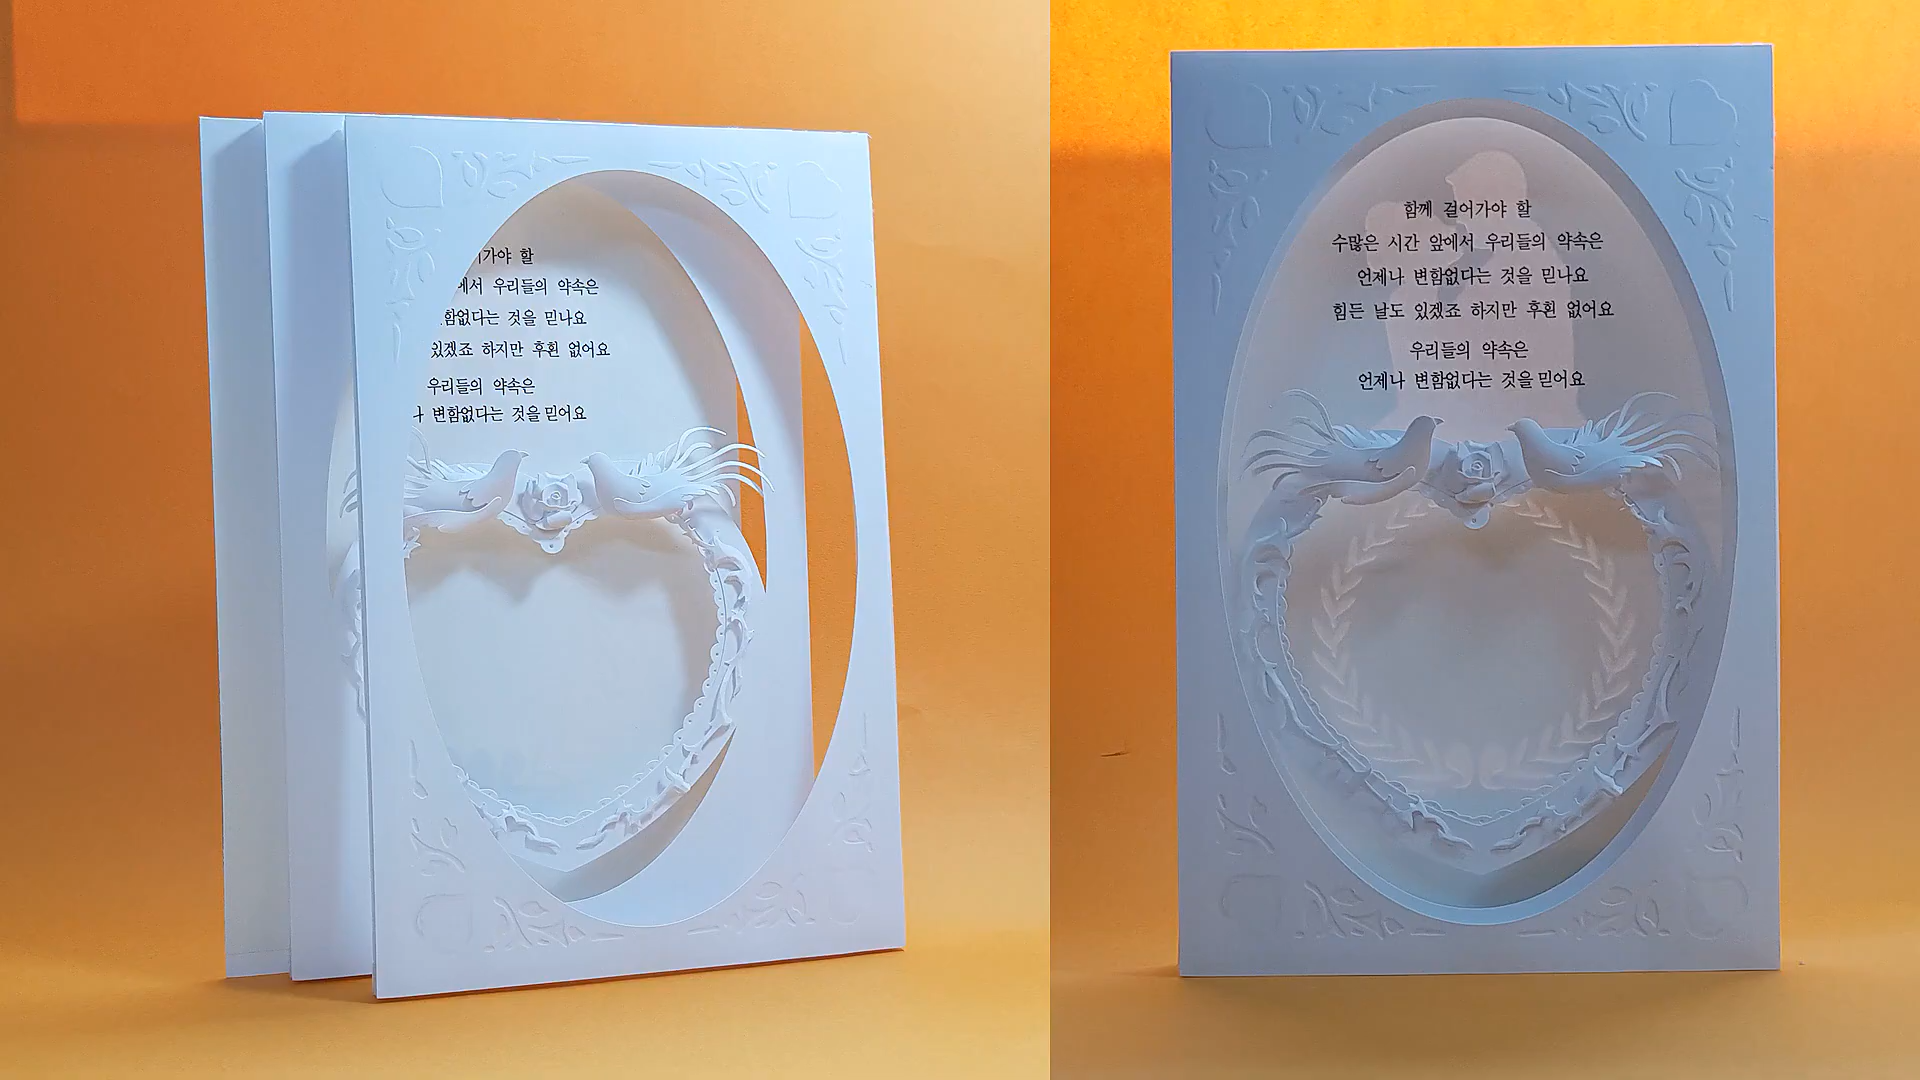 가야 할
에서 우리들의 약속은
함없다는 것을 믿나요
있겠죠 하지만 후횐 없어요
우리들의 약속은
나 변함없다는 것을 믿어요
함께 걸어가야 할
수많은 시간 앞에서 우리들의 약속은
언제나 변함없다는 것을 믿나요
힘든 날도 있겠죠 하지만 후횐 없어요
우리들의 약속은
언제나 변함없다는 것을 믿어요